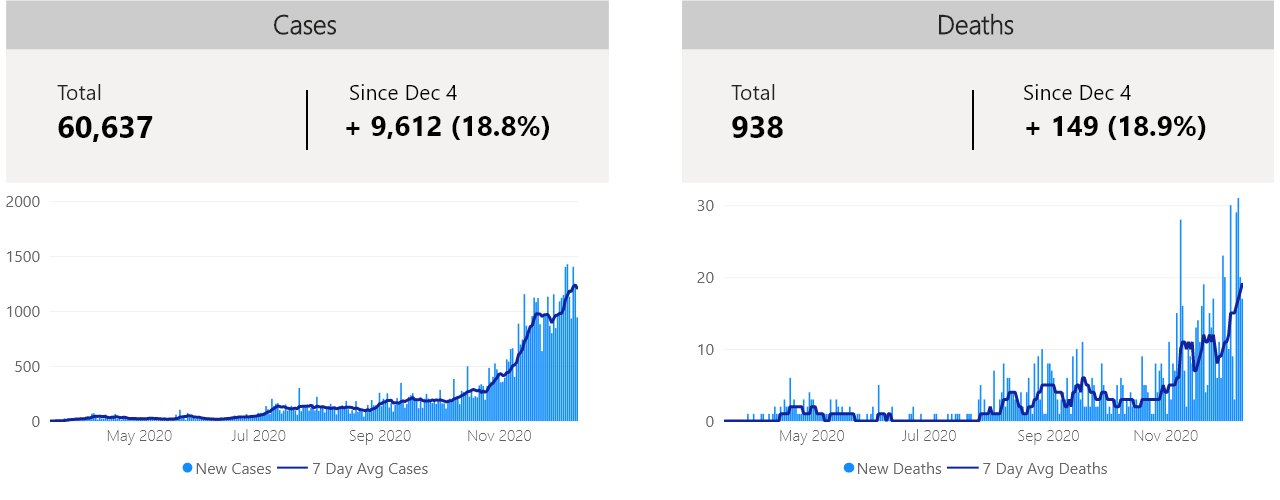 Cases
Total
60,637
Since Dec 4
+ 9,612 (18.8%)
2000
1500
1000
500
0
May 2020
Jul 2020
Sep 2020
Nov 2020
New Cases
7 Day Avg Cases
Deaths
Total
938
Since Dec 4
+ 149 (18.9%)
30
20
10
0
May 2020
Jul 2020
Sep 2020
Nov 2020
New Deaths
7 Day Avg Deaths